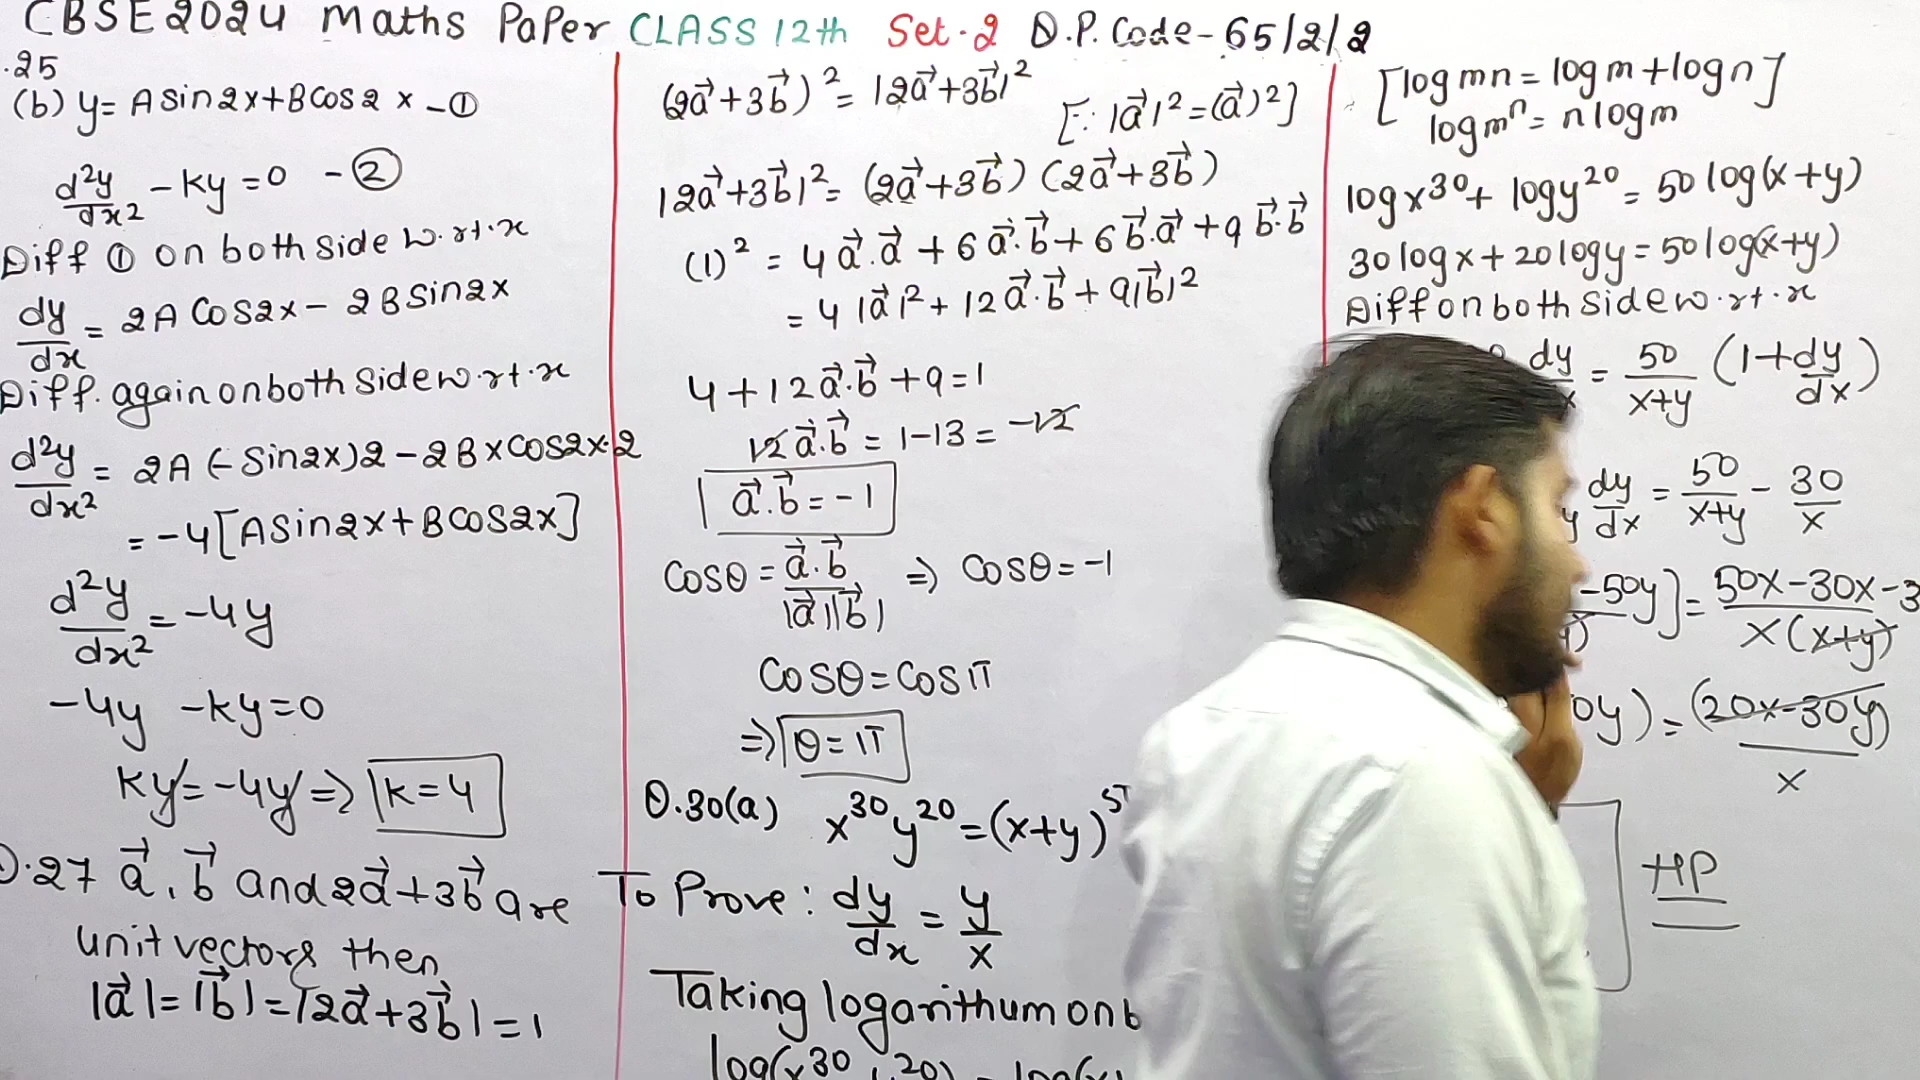 CBSE 2024 Maths Paper CLASS 12th Set-2 Q.P. Code-65/2/2
.25
(b) y = A sin2x + B cos2x - ①
d²y/dx² - ky = 0 - ②
Diff ① on both side w.r.t.x
dy/dx = 2A cos2x - 2B sin2x
Diff. again on both side w.r.t.x
d²y/dx² = 2A (-sin2x)2 - 2B x cos2x.2
= -4[A sin2x + B cos2x]
d²y/dx² = -4y
-4y - ky = 0
ky = -4y ⇒ k = 4
Q.27 a⃗, b⃗ and 2a⃗+3b⃗ are
unit vectors then
|a⃗| = |b⃗| = |2a⃗+3b⃗| = 1
(2a⃗+3b⃗)² = |2a⃗+3b⃗|²
[∵ |a⃗|² = (a⃗)²]
|2a⃗+3b⃗|² = (2a⃗+3b⃗) (2a⃗+3b⃗)
(1)² = 4a⃗.a⃗ + 6a⃗.b⃗ + 6b⃗.a⃗ + 9b⃗.b⃗
= 4|a⃗|² + 12a⃗.b⃗ + 9|b⃗|²
4 + 12a⃗.b⃗ + 9 = 1
12a⃗.b⃗ = 1-13 = -12
a⃗.b⃗ = -1
cosθ = a⃗.b⃗/|a⃗||b⃗| ⇒ cosθ = -1
cosθ = cosπ
⇒ θ = π
Q.30(a) x³⁰y²⁰ = (x+y)⁵
To Prove: dy/dx = y/x
Taking logarithum on b
log(x³⁰ y²⁰) = log(x
[log mn = log m + log n]
log mⁿ = n log m
log x³⁰ + log y²⁰ = 50 log(x+y)
30 log x + 20 log y = 50 log(x+y)
Diff on both side w.r.t.x
dy = 50/x+y (1 + dy/dx)
dy/dx = 50/x+y - 30/x
-50y] = 50x-30x-3/x(x+y)
0y) = (20x-30y)/x
HP